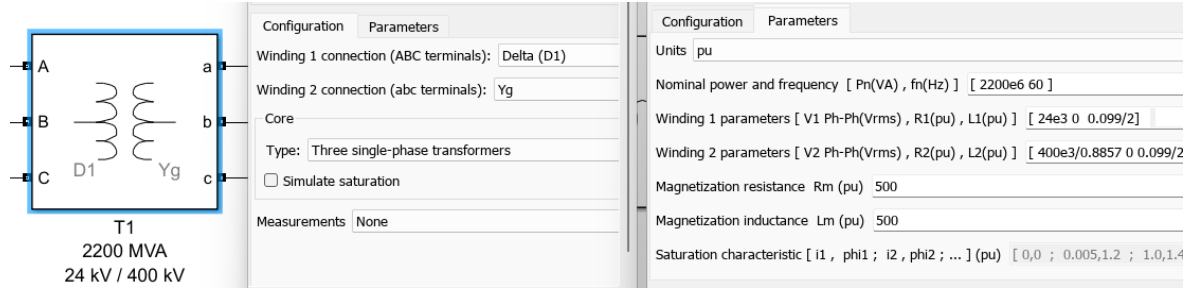 A
B
C
a
b
c
D1
Yg
T1
2200 MVA
24 kV / 400 kV
Configuration
Parameters
Winding 1 connection (ABC terminals):
Delta (D1)
Winding 2 connection (abc terminals):
Yg
Core
Type:
Three single-phase transformers
Simulate saturation
Measurements
None
Configuration
Parameters
Units
pu
Nominal power and frequency [ Pn(VA) , fn(Hz) ]
[ 2200e6 60 ]
Winding 1 parameters [ V1 Ph-Ph(Vrms) , R1(pu) , L1(pu) ]
[ 24e3 0 0.099/2]
Winding 2 parameters [ V2 Ph-Ph(Vrms) , R2(pu) , L2(pu) ]
[ 400e3/0.8857 0 0.099/2
Magnetization resistance Rm (pu)
500
Magnetization inductance Lm (pu)
500
Saturation characteristic [ i1 , phi1 ; i2 , phi2 ; ... ] (pu)
[ 0,0 ; 0.005,1.2 ; 1.0,1.4